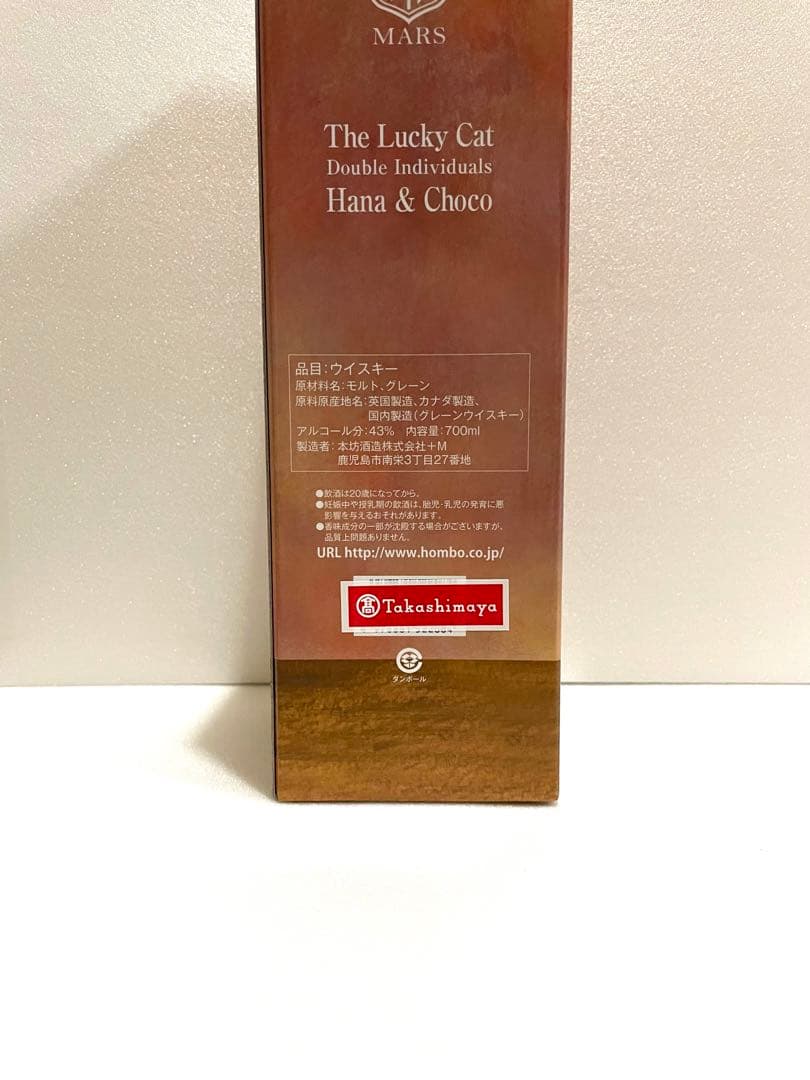 MARS
The Lucky Cat
Double Individuals
Hana & Choco
品目:ウイスキー
原材料名:モルト、グレーン
原料原産地名:英国製造、カナダ製造、
国内製造(グレーンウイスキー)
アルコール分:43% 内容量:700ml
製造者:本坊酒造株式会社+M
鹿児島市南栄3丁目27番地
●飲酒は20歳になってから。
●妊娠中や授乳期の飲酒は、胎児・乳児の発育に悪
影響を与えるおそれがあります。
●香味成分の一部が沈殿する場合がございますが、
品質上問題ありません。
URL http://www.hombo.co.jp/
髙 Takashimaya
ダンボール